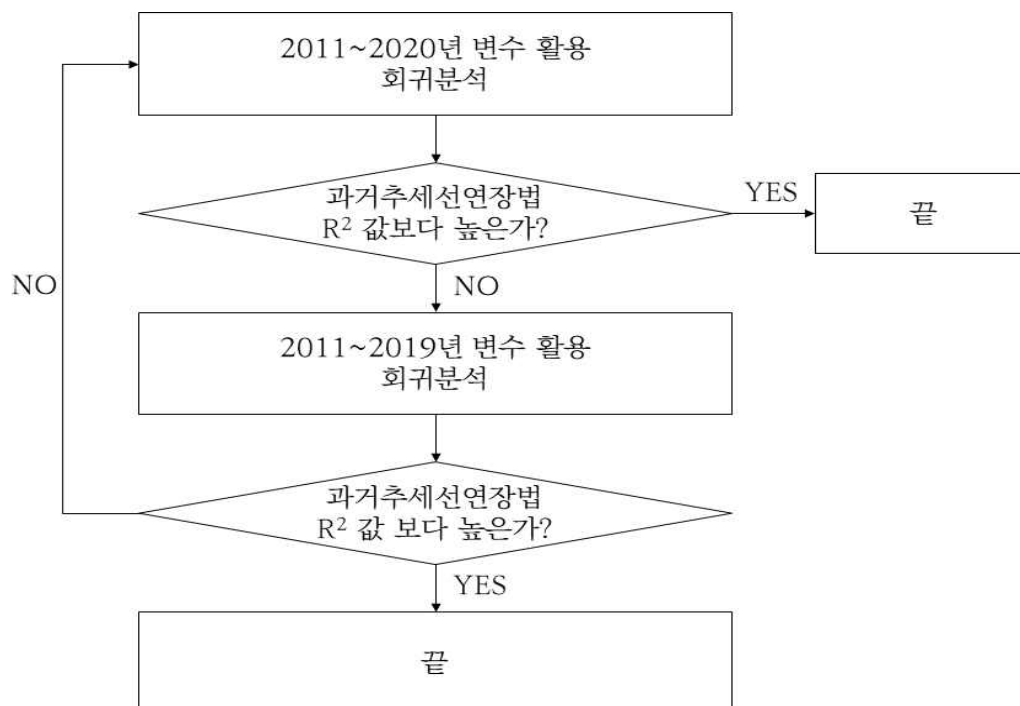 2011~2020년 변수 활용
회귀분석
과거추세선연장법
R² 값보다 높은가?
YES
끝
NO
NO
2011~2019년 변수 활용
회귀분석
과거추세선연장법
R² 값 보다 높은가?
YES
끝